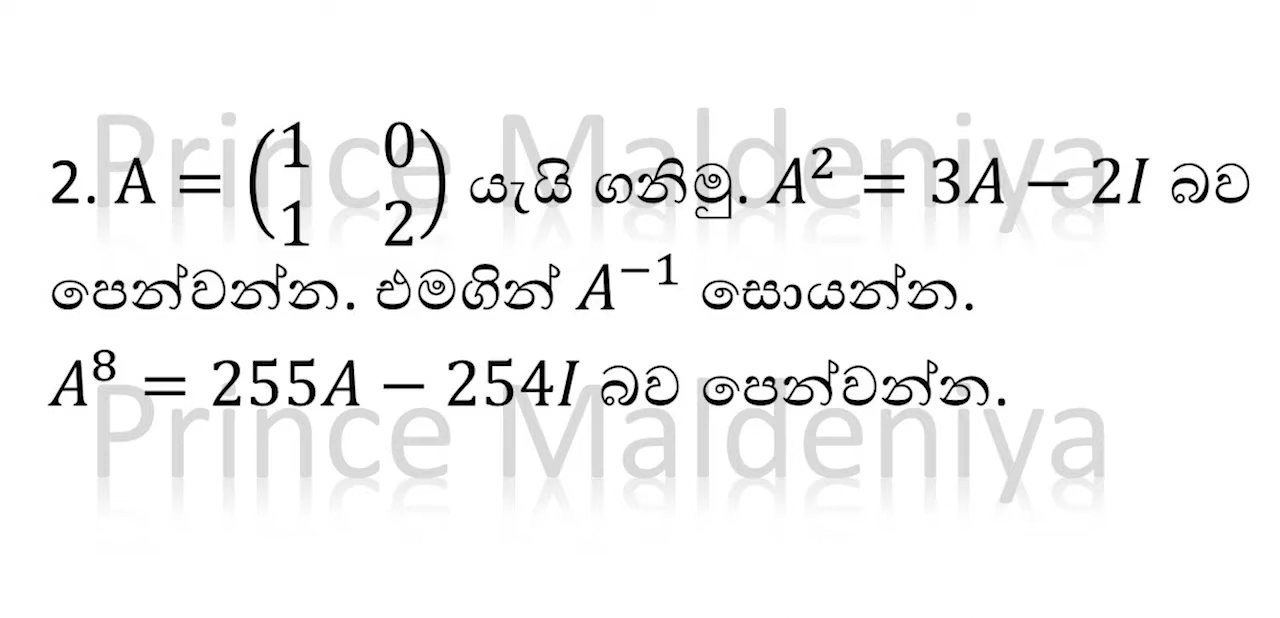 2. A = (1 0
1 2) යැයි ගනිමු. A² = 3A − 2I බව
පෙන්වන්න. එමගින් A⁻¹ සොයන්න.
A⁸ = 255A − 254I බව පෙන්වන්න.
Prince Maldeniya
Prince Maldeniya